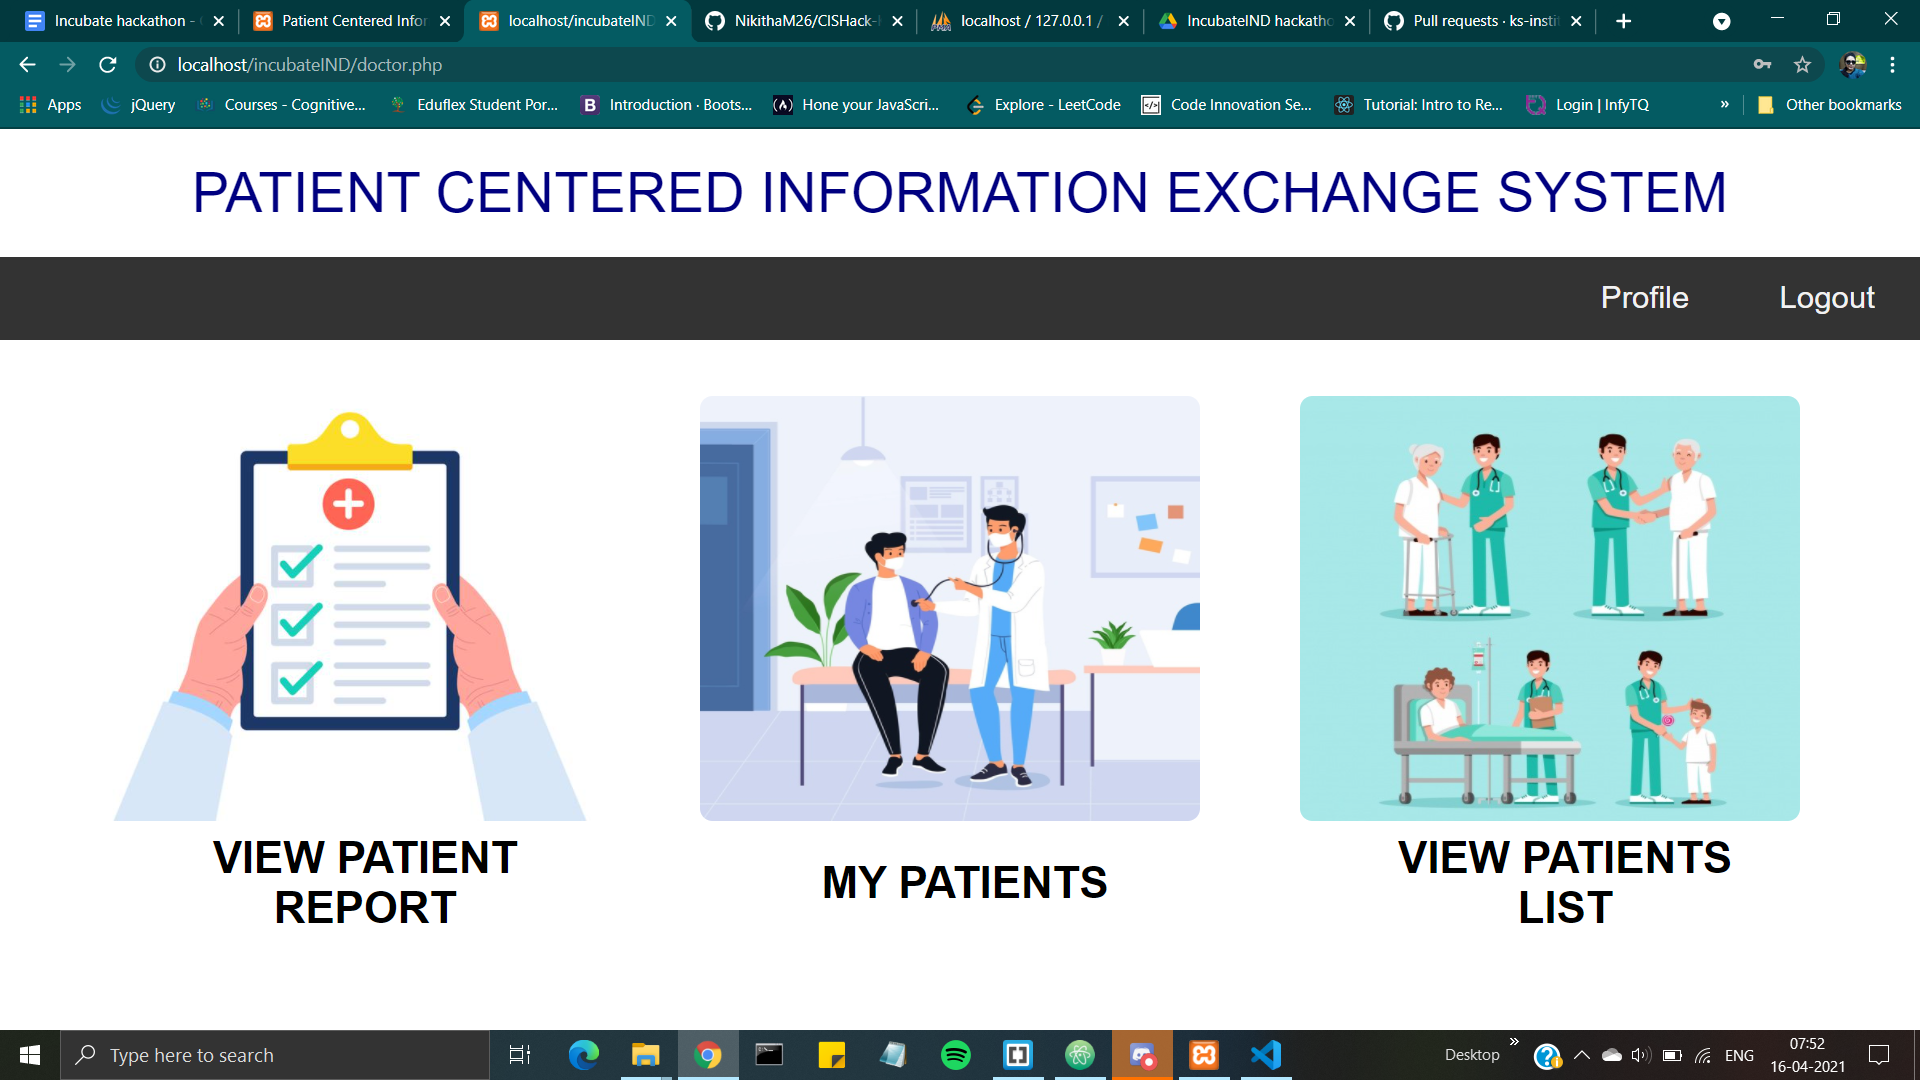 Incubate hackathon -
Patient Centered Infor
localhost/incubateIND
NikithaM26/CISHack-
localhost / 127.0.0.1 /
IncubateIND hackatho
Pull requests · ks-instit
localhost/incubateIND/doctor.php
Apps
jQuery
Courses - Cognitive...
Eduflex Student Por...
Introduction · Boots...
Hone your JavaScri...
Explore - LeetCode
Code Innovation Se...
Tutorial: Intro to Re...
Login | InfyTQ
»
Other bookmarks
PATIENT CENTERED INFORMATION EXCHANGE SYSTEM
Profile
Logout
VIEW PATIENT
REPORT
MY PATIENTS
VIEW PATIENTS
LIST
Type here to search
Desktop
»
ENG
07:52
16-04-2021